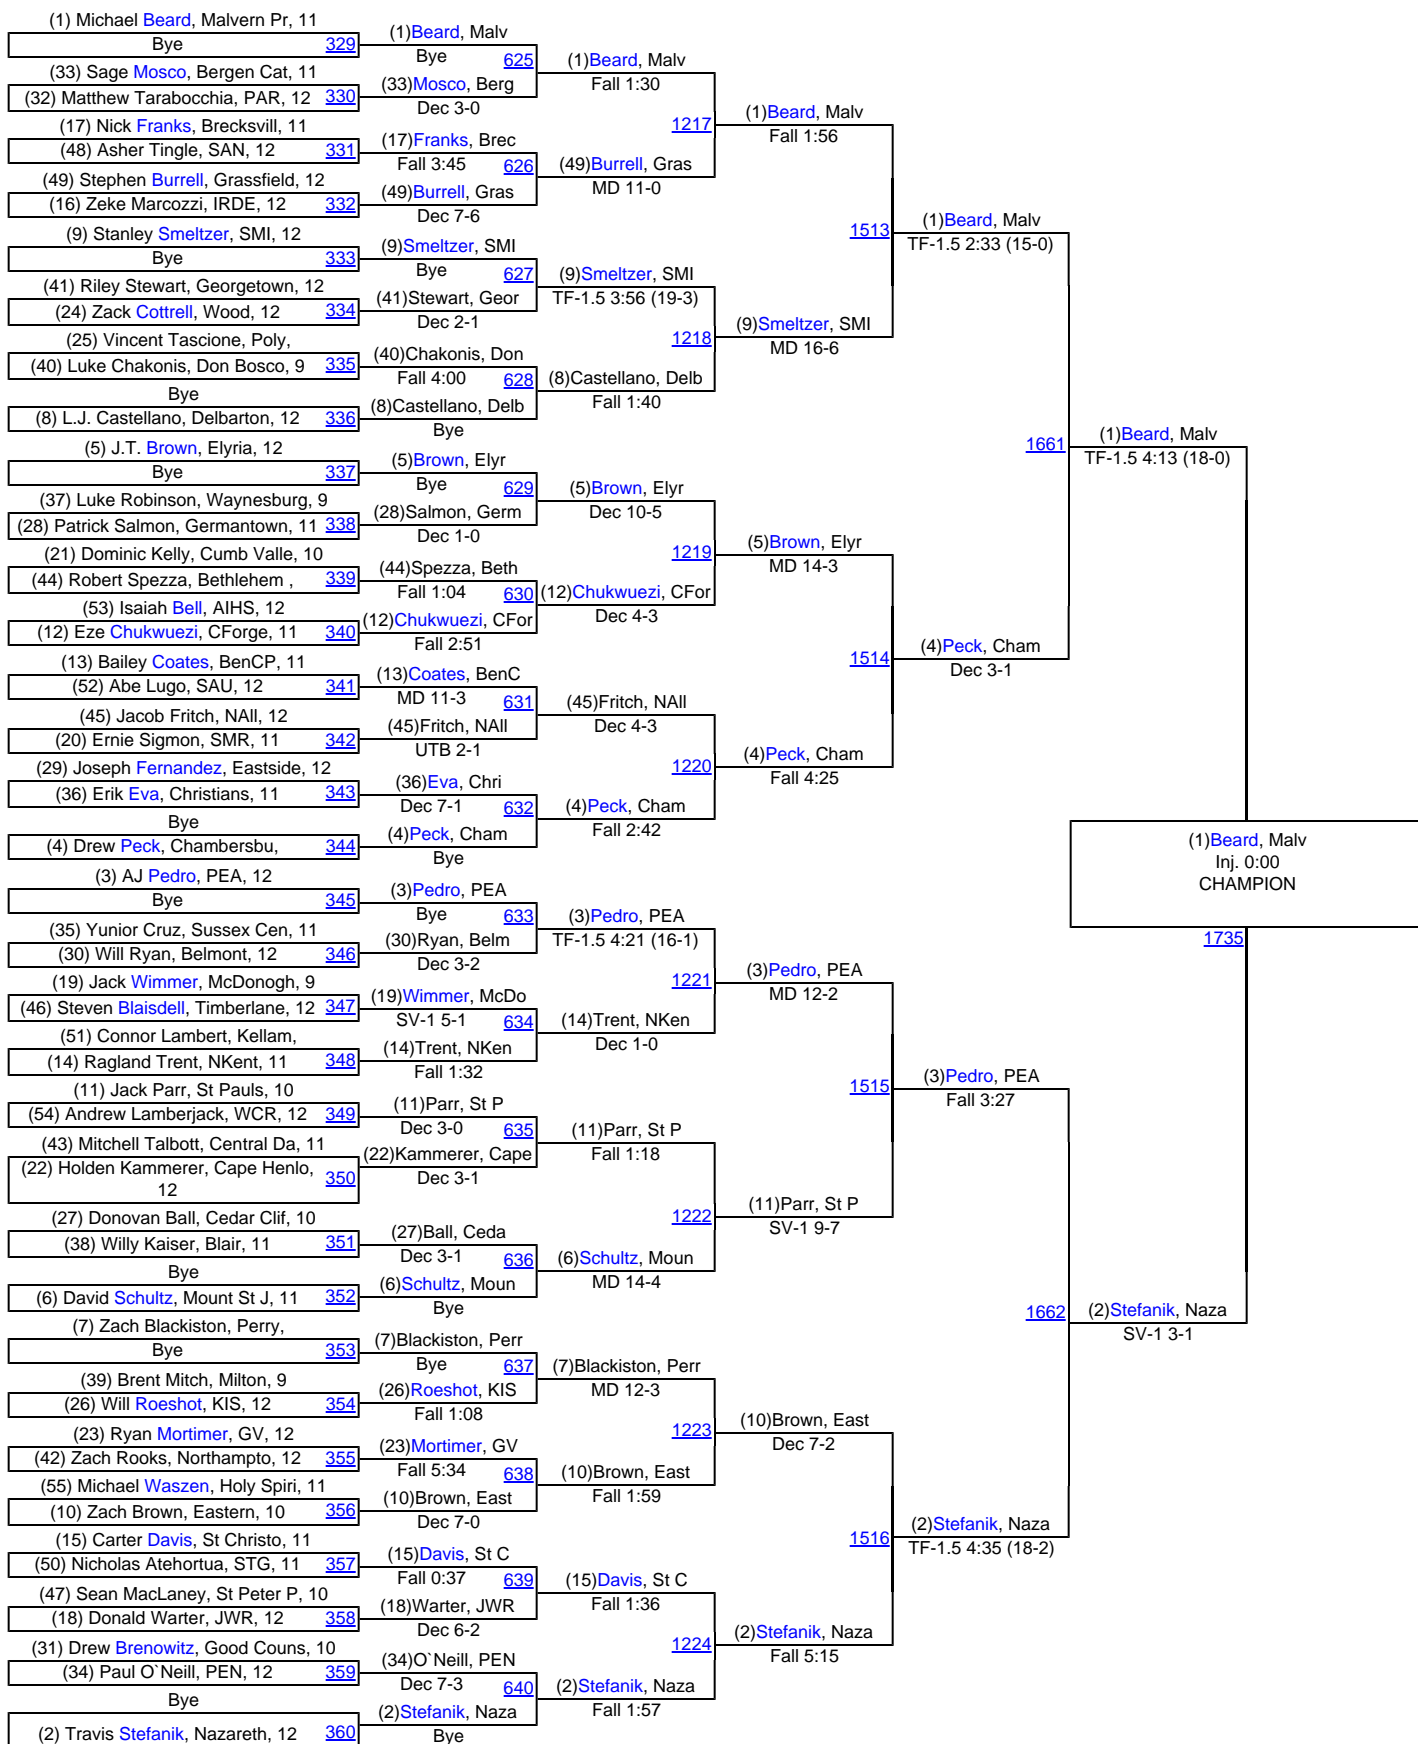 (1) Michael Beard, Malvern Pr, 11
Bye 329
(33) Sage Mosco, Bergen Cat, 11
(32) Matthew Tarabocchia, PAR, 12 330
(17) Nick Franks, Brecksvill, 11
(48) Asher Tingle, SAN, 12 331
(49) Stephen Burrell, Grassfield, 12
(16) Zeke Marcozzi, IRDE, 12 332
(9) Stanley Smeltzer, SMI, 12
Bye 333
(41) Riley Stewart, Georgetown, 12
(24) Zack Cottrell, Wood, 12 334
(25) Vincent Tascione, Poly,
(40) Luke Chakonis, Don Bosco, 9 335
Bye
(8) L.J. Castellano, Delbarton, 12 336
(5) J.T. Brown, Elyria, 12
Bye 337
(37) Luke Robinson, Waynesburg, 9
(28) Patrick Salmon, Germantown, 11 338
(21) Dominic Kelly, Cumb Valle, 10
(44) Robert Spezza, Bethlehem , 339
(53) Isaiah Bell, AIHS, 12
(12) Eze Chukwuezi, CForge, 11 340
(13) Bailey Coates, BenCP, 11
(52) Abe Lugo, SAU, 12 341
(45) Jacob Fritch, NAll, 12
(20) Ernie Sigmon, SMR, 11 342
(29) Joseph Fernandez, Eastside, 12
(36) Erik Eva, Christians, 11 343
Bye
(4) Drew Peck, Chambersbu, 344
(3) AJ Pedro, PEA, 12
Bye 345
(35) Yunior Cruz, Sussex Cen, 11
(30) Will Ryan, Belmont, 12 346
(19) Jack Wimmer, McDonogh, 9
(46) Steven Blaisdell, Timberlane, 12 347
(51) Connor Lambert, Kellam,
(14) Ragland Trent, NKent, 11 348
(11) Jack Parr, St Pauls, 10
(54) Andrew Lamberjack, WCR, 12 349
(43) Mitchell Talbott, Central Da, 11
(22) Holden Kammerer, Cape Henlo,
12 350
(27) Donovan Ball, Cedar Clif, 10
(38) Willy Kaiser, Blair, 11 351
Bye
(6) David Schultz, Mount St J, 11 352
(7) Zach Blackiston, Perry,
Bye 353
(39) Brent Mitch, Milton, 9
(26) Will Roeshot, KIS, 12 354
(23) Ryan Mortimer, GV, 12
(42) Zach Rooks, Northampto, 12 355
(55) Michael Waszen, Holy Spiri, 11
(10) Zach Brown, Eastern, 10 356
(15) Carter Davis, St Christo, 11
(50) Nicholas Atehortua, STG, 11 357
(47) Sean MacLaney, St Peter P, 10
(18) Donald Warter, JWR, 12 358
(31) Drew Brenowitz, Good Couns, 10
(34) Paul O`Neill, PEN, 12 359
Bye
(2) Travis Stefanik, Nazareth, 12 360
(1)Beard, Malv
Bye 625
(33)Mosco, Berg
Dec 3-0
(17)Franks, Brec
Fall 3:45 626
(49)Burrell, Gras
Dec 7-6
(9)Smeltzer, SMI
Bye 627
(41)Stewart, Geor
Dec 2-1
(40)Chakonis, Don
Fall 4:00 628
(8)Castellano, Delb
Bye
(5)Brown, Elyr
Bye 629
(28)Salmon, Germ
Dec 1-0
(44)Spezza, Beth
Fall 1:04 630
(12)Chukwuezi, CFor
Fall 2:51
(13)Coates, BenC
MD 11-3 631
(45)Fritch, NAll
UTB 2-1
(36)Eva, Chri
Dec 7-1 632
(4)Peck, Cham
Bye
(3)Pedro, PEA
Bye 633
(30)Ryan, Belm
Dec 3-2
(19)Wimmer, McDo
SV-1 5-1 634
(14)Trent, NKen
Fall 1:32
(11)Parr, St P
Dec 3-0 635
(22)Kammerer, Cape
Dec 3-1
(27)Ball, Ceda
Dec 3-1 636
(6)Schultz, Moun
Bye
(7)Blackiston, Perr
Bye 637
(26)Roeshot, KIS
Fall 1:08
(23)Mortimer, GV
Fall 5:34 638
(10)Brown, East
Dec 7-0
(15)Davis, St C
Fall 0:37 639
(18)Warter, JWR
Dec 6-2
(34)O`Neill, PEN
Dec 7-3 640
(2)Stefanik, Naza
Bye
(1)Beard, Malv
Fall 1:30
1217
(49)Burrell, Gras
MD 11-0
(9)Smeltzer, SMI
TF-1.5 3:56 (19-3)
1218
(8)Castellano, Delb
Fall 1:40
(5)Brown, Elyr
Dec 10-5
1219
(12)Chukwuezi, CFor
Dec 4-3
(45)Fritch, NAll
Dec 4-3
1220
(4)Peck, Cham
Fall 2:42
(3)Pedro, PEA
TF-1.5 4:21 (16-1)
1221
(14)Trent, NKen
Dec 1-0
(11)Parr, St P
Fall 1:18
1222
(6)Schultz, Moun
MD 14-4
(7)Blackiston, Perr
MD 12-3
1223
(10)Brown, East
Fall 1:59
(15)Davis, St C
Fall 1:36
1224
(2)Stefanik, Naza
Fall 1:57
(1)Beard, Malv
Fall 1:56
1513
(9)Smeltzer, SMI
MD 16-6
(5)Brown, Elyr
MD 14-3
1514
(4)Peck, Cham
Fall 4:25
(3)Pedro, PEA
MD 12-2
1515
(11)Parr, St P
SV-1 9-7
(10)Brown, East
Dec 7-2
1516
(2)Stefanik, Naza
Fall 5:15
(1)Beard, Malv
TF-1.5 2:33 (15-0)
1661
(4)Peck, Cham
Dec 3-1
(3)Pedro, PEA
Fall 3:27
1662
(2)Stefanik, Naza
TF-1.5 4:35 (18-2)
(1)Beard, Malv
TF-1.5 4:13 (18-0)
(2)Stefanik, Naza
SV-1 3-1
(1)Beard, Malv
Inj. 0:00
CHAMPION
1735